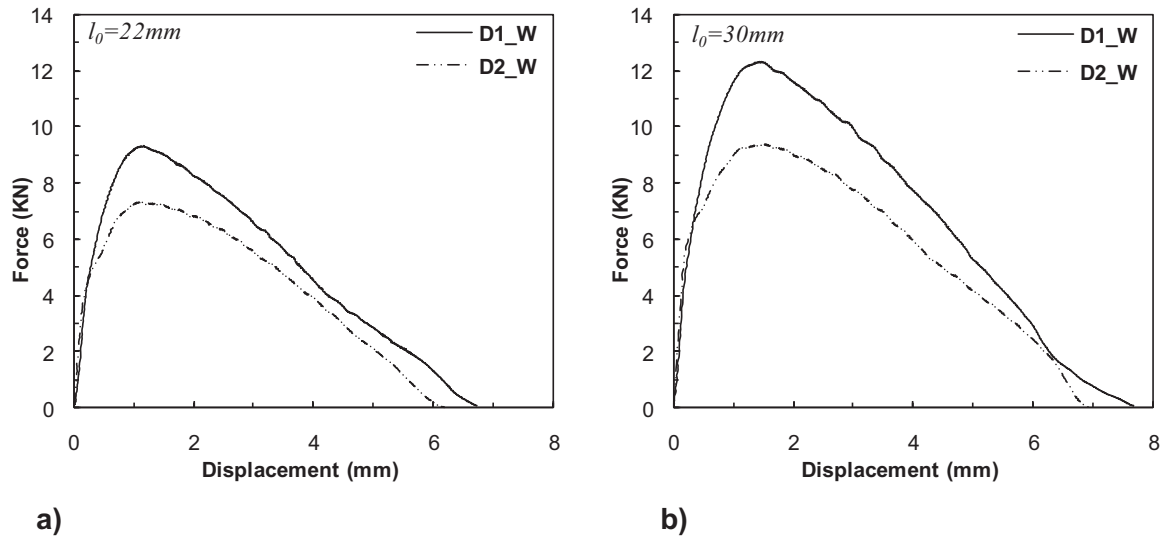 l₀=22mm
D1_W
D2_W
14
12
10
8
6
4
2
0
Force (KN)
0 2 4 6 8
Displacement (mm)
a)
l₀=30mm
D1_W
D2_W
14
12
10
8
6
4
2
0
Force (KN)
0 2 4 6 8
Displacement (mm)
b)